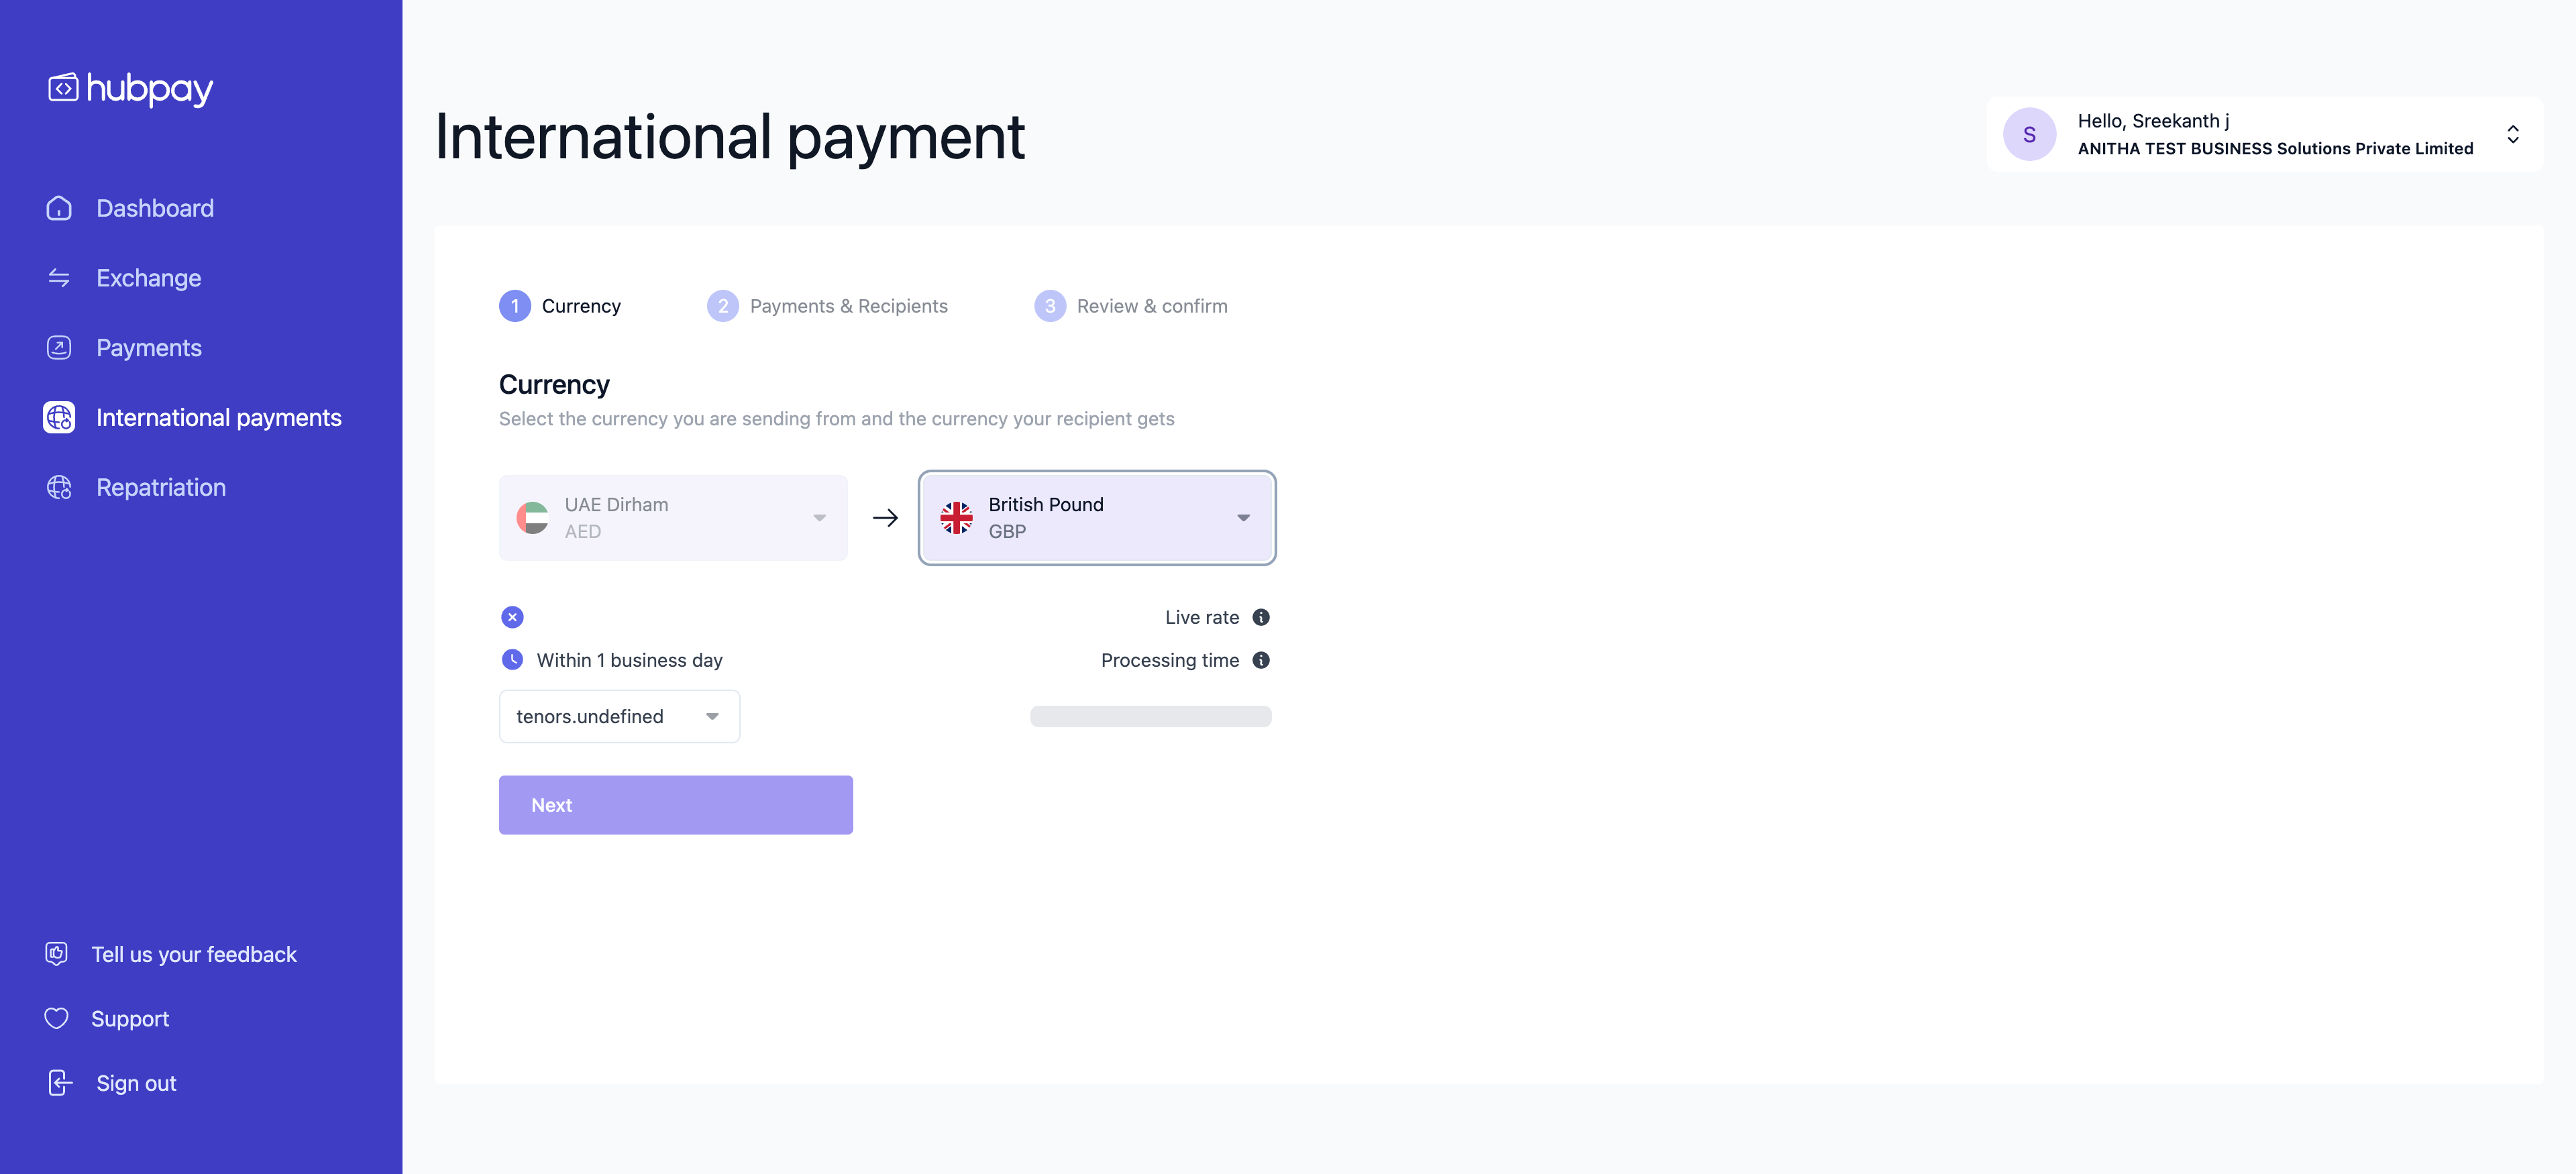 hubpay
Dashboard
Exchange
Payments
International payments
Repatriation
Tell us your feedback
Support
Sign out
International payment
S
Hello, Sreekanth j
ANITHA TEST BUSINESS Solutions Private Limited
1 Currency
2 Payments & Recipients
3 Review & confirm
Currency
Select the currency you are sending from and the currency your recipient gets
UAE Dirham
AED
British Pound
GBP
Live rate
Within 1 business day
Processing time
tenors.undefined
Next